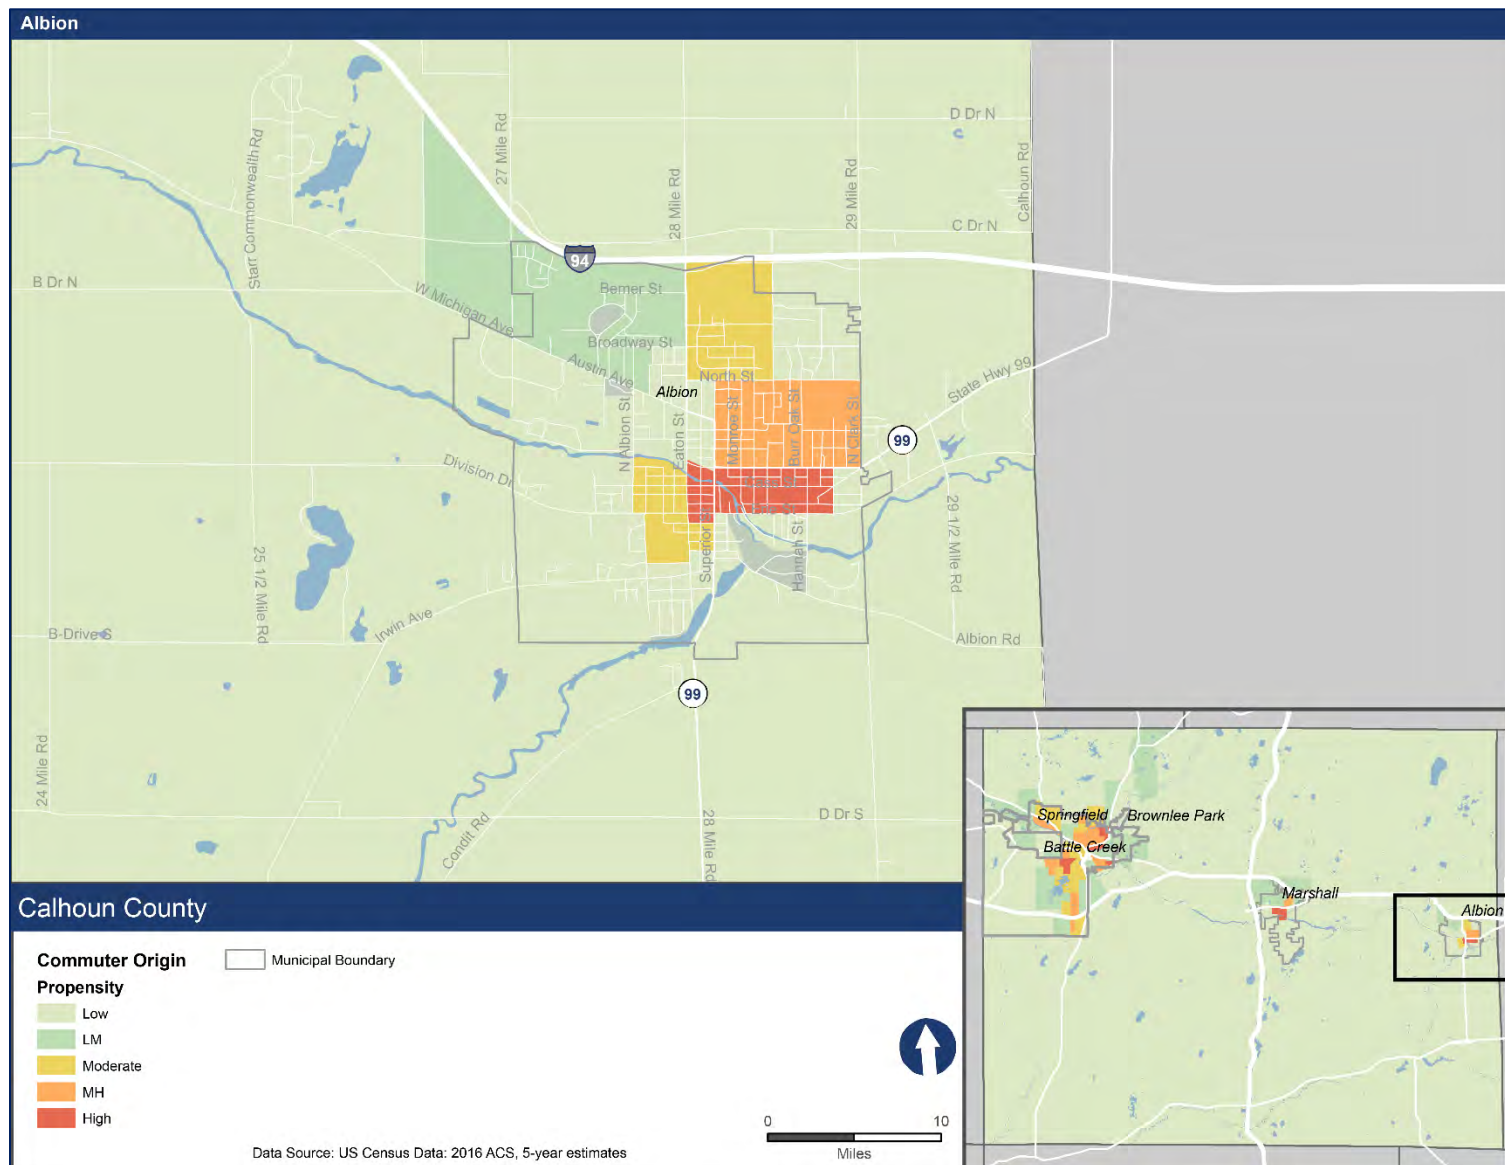 Albion
D Dr N
Starr Commonwealth Rd
27 Mile Rd
28 Mile Rd
29 Mile Rd
Calhoun Rd
C Dr N
94
B Dr N
W Michigan Ave
Bemer St
Broadway St
Austin Ave
North St
State Hwy 99
Albion
N Albion St
Eaton St
Monroe St
Burr Oak St
N Clark St
99
Division Dr
Superior St
Hannah St
29 1/2 Mile Rd
25 1/2 Mile Rd
Irwin Ave
B-Drive S
Albion Rd
99
24 Mile Rd
Condit Rd
28 Mile Rd
D Dr S
Springfield
Brownlee Park
Battle Creek
Marshall
Albion
Calhoun County
Commuter Origin
Municipal Boundary
Propensity
Low
LM
Moderate
MH
High
0 10
Miles
Data Source: US Census Data: 2016 ACS, 5-year estimates